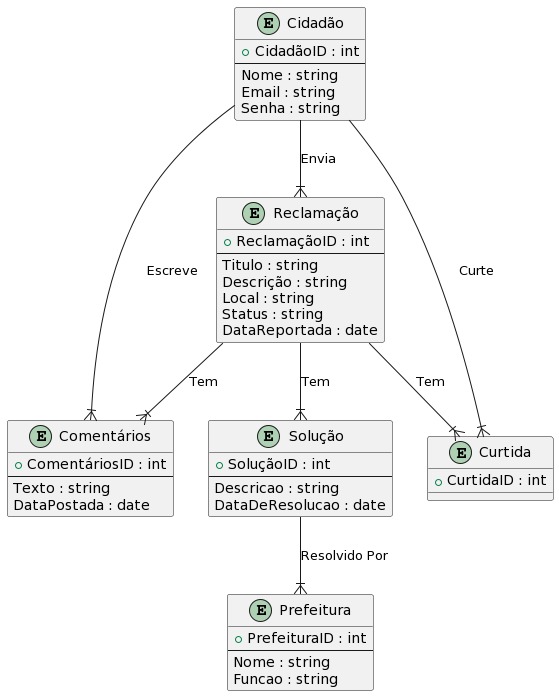 E Cidadão
CidadãoID : int
Nome : string
Email : string
Senha : string
Envia
E Reclamação
ReclamaçãoID : int
Titulo : string
Descrição : string
Local : string
Status : string
DataReportada : date
Escreve
Curte
Tem
Tem
Tem
E Comentários
ComentáriosID : int
Texto : string
DataPostada : date
E Solução
SoluçãoID : int
Descricao : string
DataDeResolucao : date
E Curtida
CurtidaID : int
Resolvido Por
E Prefeitura
PrefeituraID : int
Nome : string
Funcao : string